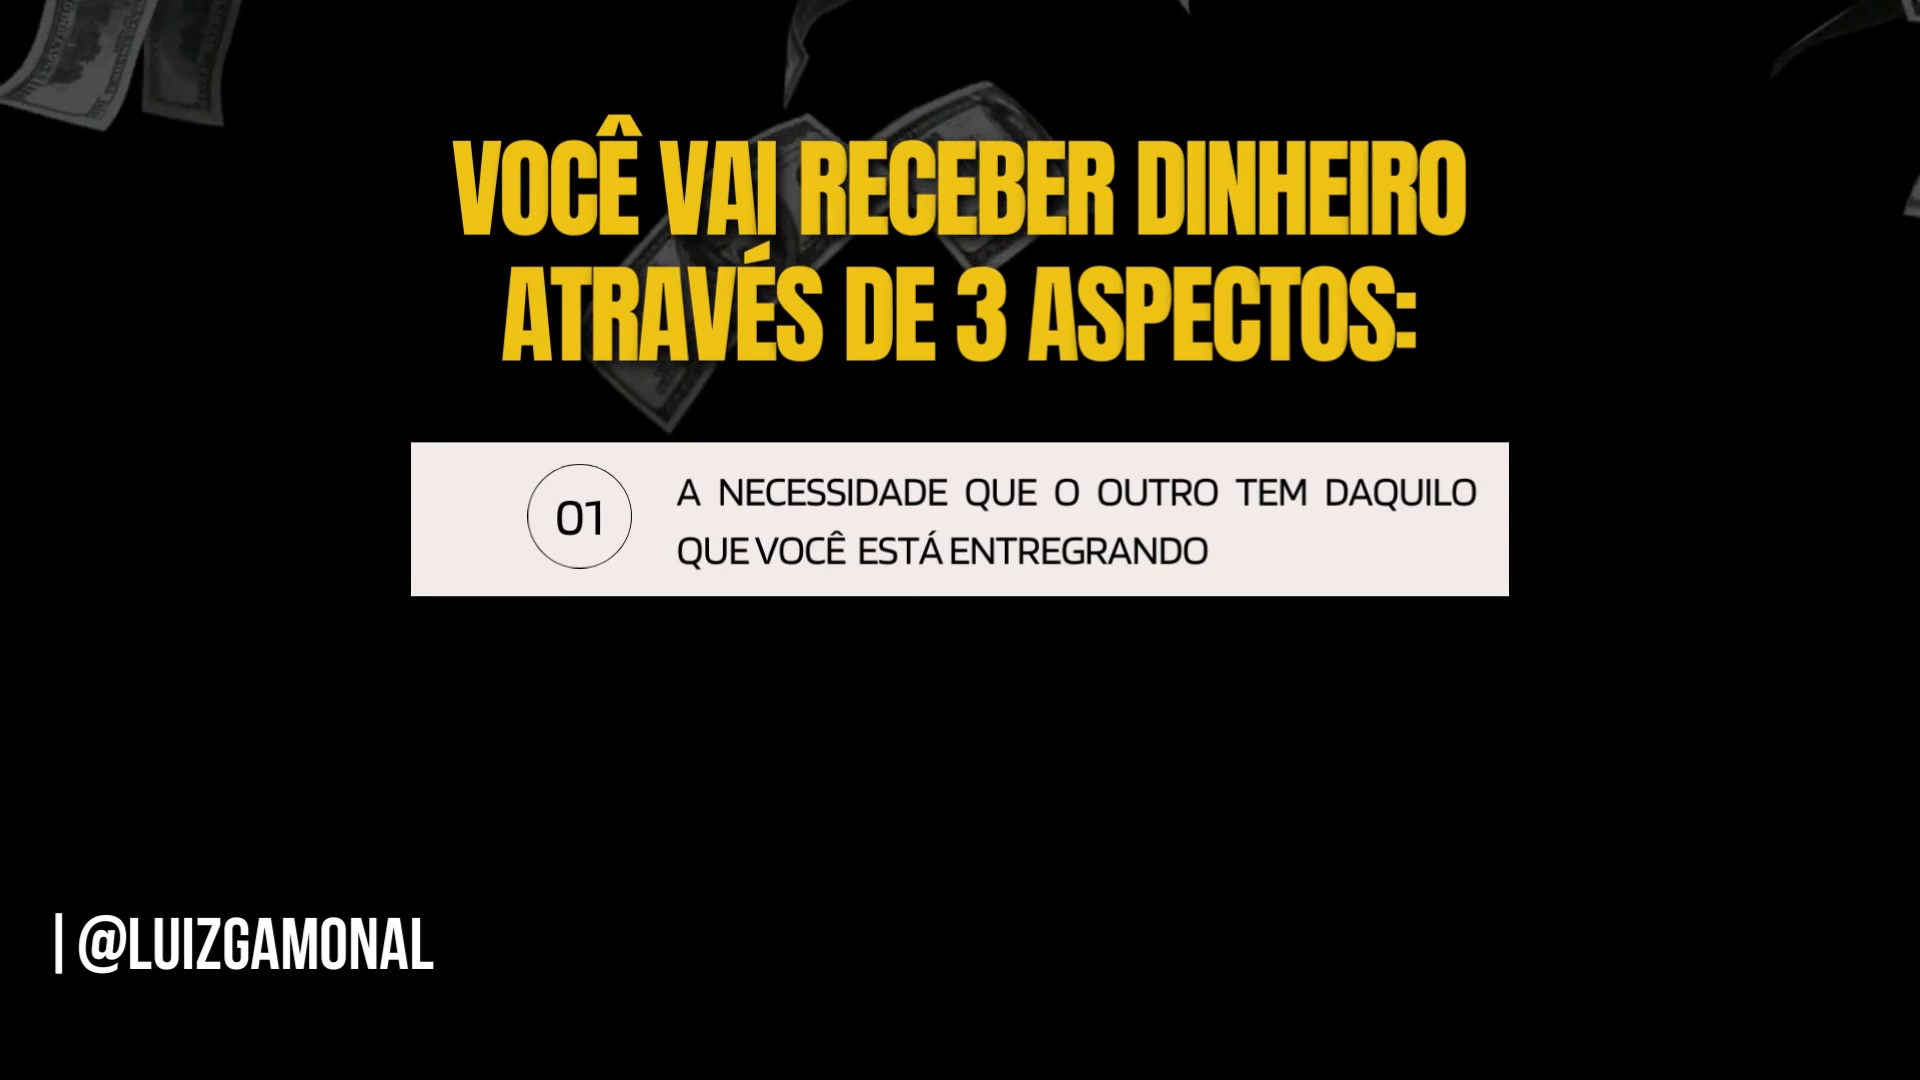 VOCÊ VAI RECEBER DINHEIRO
ATRAVÉS DE 3 ASPECTOS:
01
A NECESSIDADE QUE O OUTRO TEM DAQUILO
QUE VOCÊ ESTÁ ENTREGRANDO
| @LUIZGAMONAL